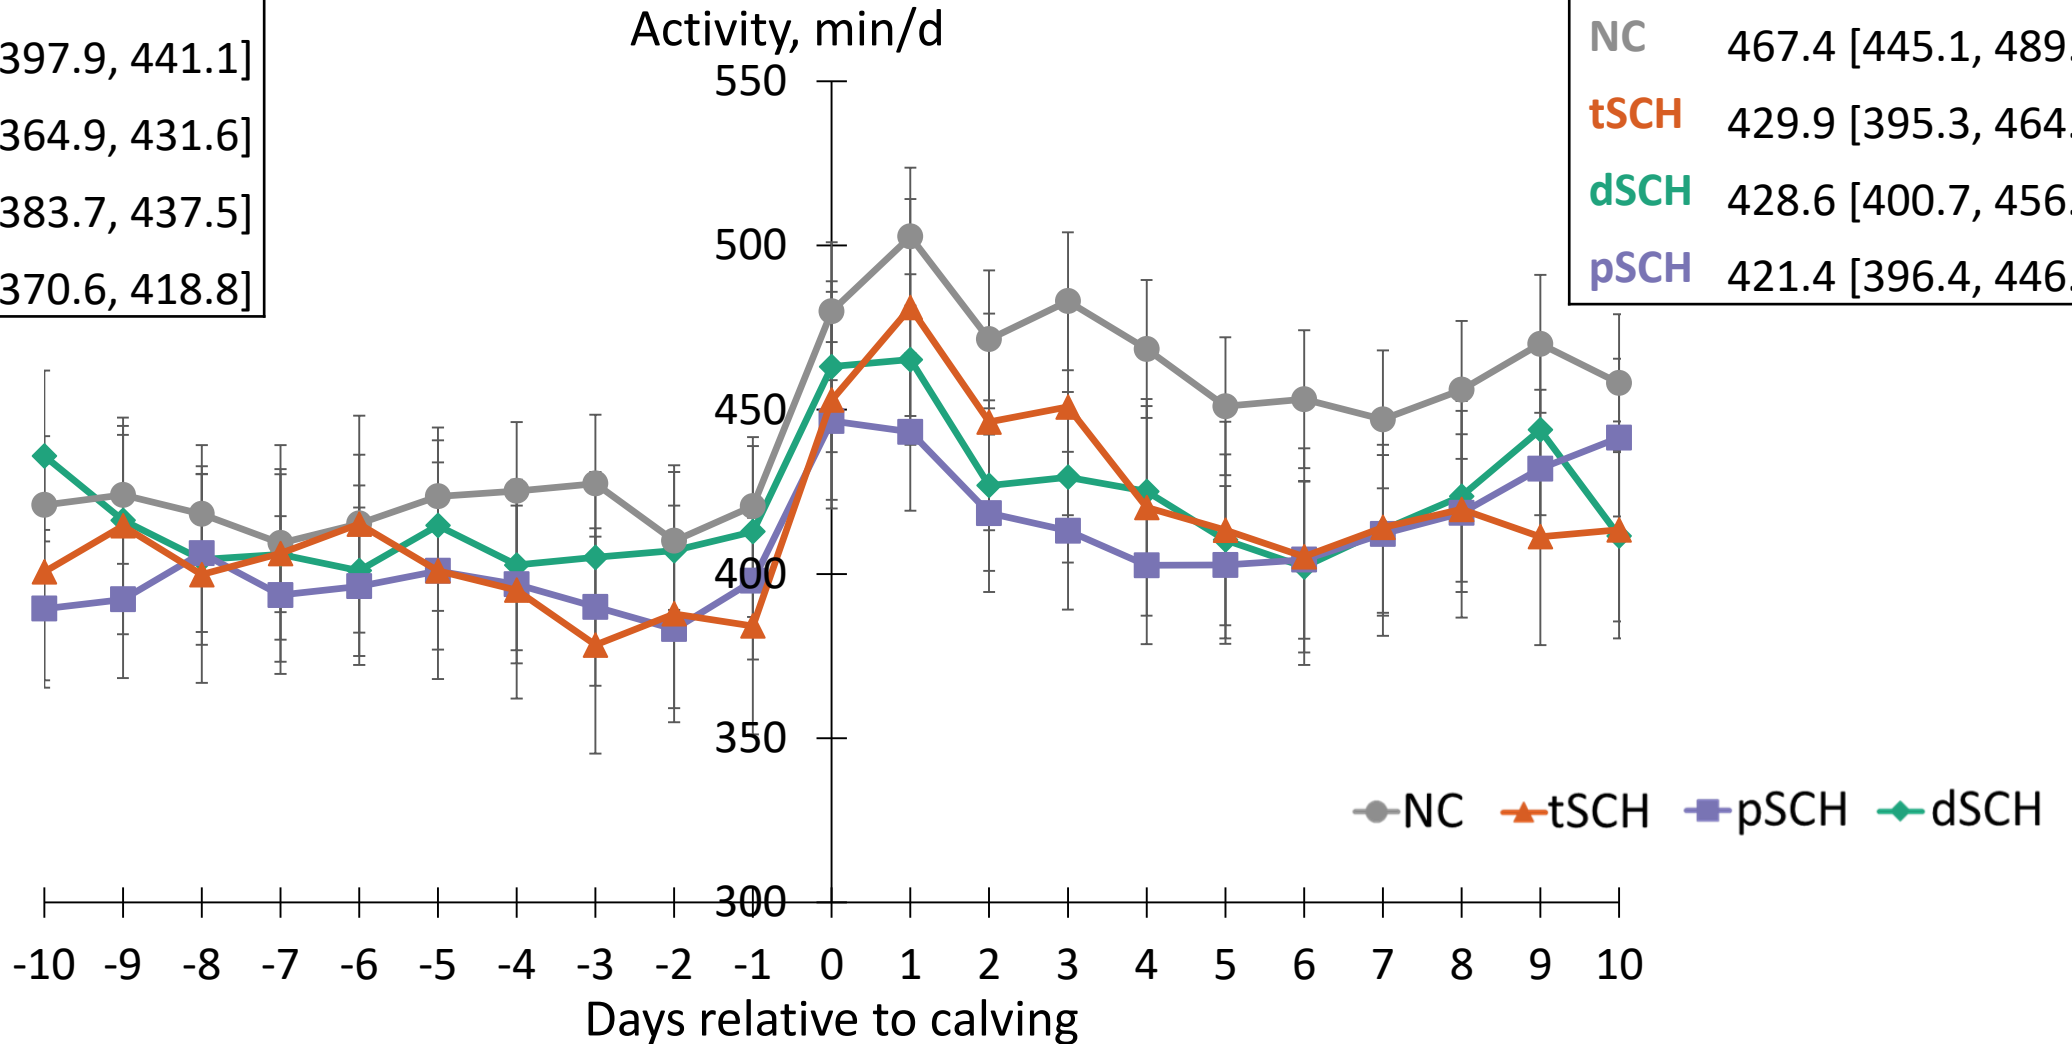 Activity, min/d
397.9, 441.1]
364.9, 431.6]
383.7, 437.5]
370.6, 418.8]
NC 467.4 [445.1, 489.
tSCH 429.9 [395.3, 464.
dSCH 428.6 [400.7, 456.
pSCH 421.4 [396.4, 446.
550
500
450
400
350
300
NC tSCH pSCH dSCH
-10 -9 -8 -7 -6 -5 -4 -3 -2 -1 0 1 2 3 4 5 6 7 8 9 10
Days relative to calving